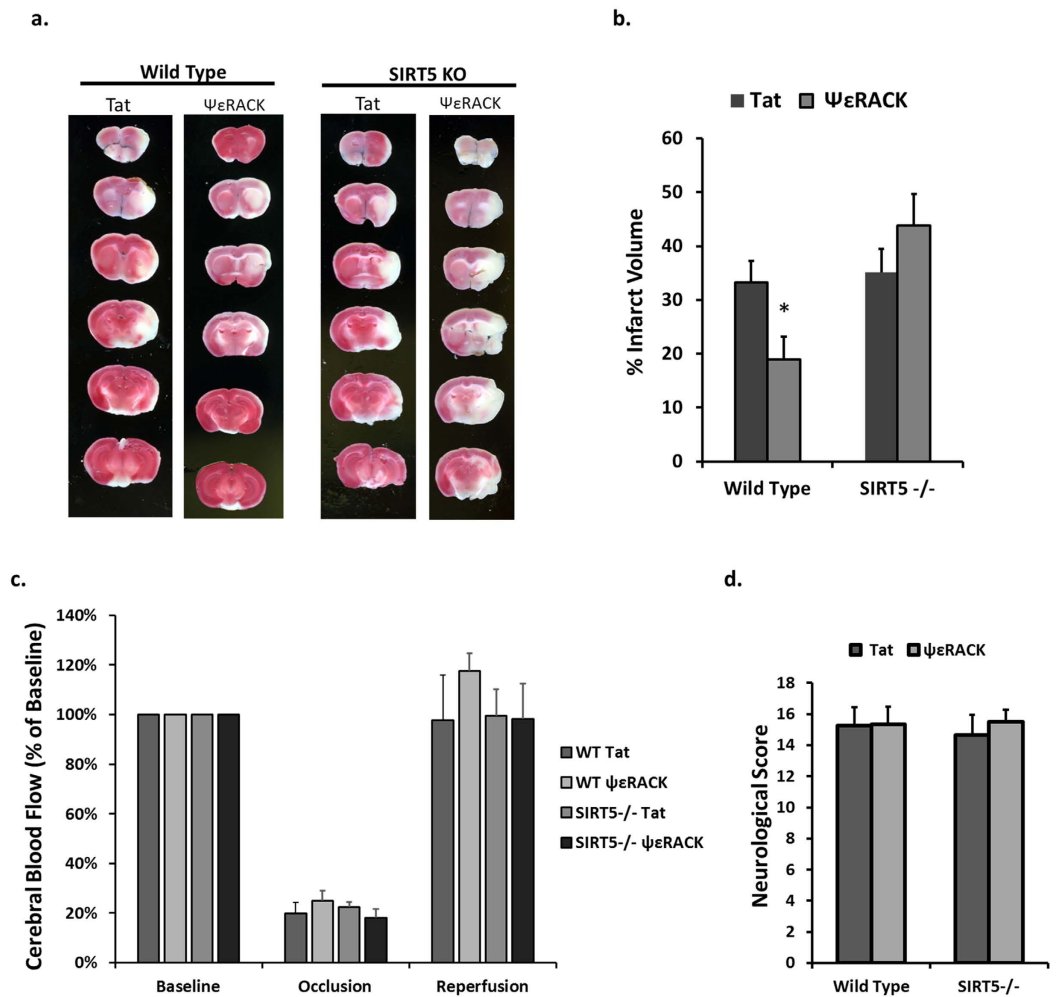 a.
Wild Type
SIRT5 KO
Tat
ΨεRACK
Tat
ΨεRACK
b.
Tat
ΨεRACK
% Infarct Volume
60
50
40
30
20
10
0
*
Wild Type
SIRT5 -/-
c.
Cerebral Blood Flow (% of Baseline)
140%
120%
100%
80%
60%
40%
20%
0%
Baseline
Occlusion
Reperfusion
WT Tat
WT ψεRACK
SIRT5-/- Tat
SIRT5-/- ψεRACK
d.
Tat
ψεRACK
Neurological Score
18
16
14
12
10
8
6
4
2
0
Wild Type
SIRT5-/-